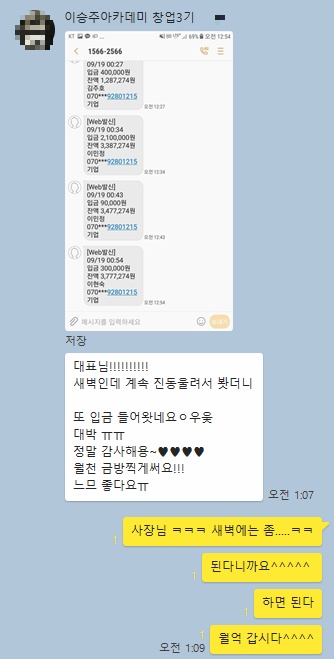 이승주아카데미 창업3기
KT
69%
오전 12:54
1566-2566
09/19 00:27
입금 400,000원
잔액 1,287,274원
김주호
070***92801215
기업
오전 12:27
[Web발신]
09/19 00:34
입금 2,100,000원
잔액 3,387,274원
이민정
070***92801215
기업
오전 12:34
[Web발신]
09/19 00:43
입금 90,000원
잔액 3,477,274원
이민정
070***92801215
기업
오전 12:43
[Web발신]
09/19 00:54
입금 300,000원
잔액 3,777,274원
이현숙
070***92801215
기업
오전 12:54
메시지를 입력하세요
저장
대표님!!!!!!!!!!
새벽인데 계속 진동울려서 봣더니
또 입금 들어왓네요ㅇ우웆
대박 ㅠㅠ
정말 감사해용~♥♥♥♥
월천 금방찍게써요!!!
느므 좋다요ㅠ
오전 1:07
사장님 ㅋㅋㅋ 새벽에는 좀.....ㅋㅋ
1
된다니까요^^^^^
1
하면 된다
1
월억 갑시다^^^^
1
오전 1:09